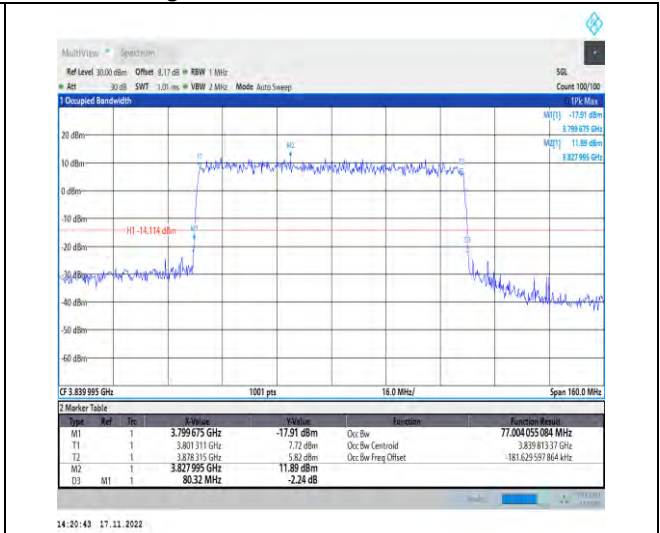 MultiView Spectrum
Ref Level 30.00 dBm Offset 8.17 dB RBW 1 MHz SGL
Att 30 dB SWT 1.01 ms VBW 2 MHz Mode Auto Sweep Count 100/100
1 Occupied Bandwidth 1Pk Max
M1[1] -17.91 dBm
3.799 675 GHz
M2[1] 11.89 dBm
3.827 995 GHz
20 dBm
M2
T1
T2
10 dBm
0 dBm
-10 dBm
H1 -14.114 dBm M1
D3
-20 dBm
-30 dBm
-40 dBm
-50 dBm
-60 dBm
CF 3.839 995 GHz 1001 pts 16.0 MHz/ Span 160.0 MHz
2 Marker Table
Type Ref Trc X-Value Y-Value Function Function Result
M1 1 3.799 675 GHz -17.91 dBm Occ Bw 77.004 055 084 MHz
T1 1 3.801 311 GHz 7.72 dBm Occ Bw Centroid 3.839 813 37 GHz
T2 1 3.878 315 GHz 5.82 dBm Occ Bw Freq Offset -181.629 597 864 kHz
M2 1 3.827 995 GHz 11.89 dBm
D3 M1 1 80.32 MHz -2.24 dB
14:20:43 17.11.2022